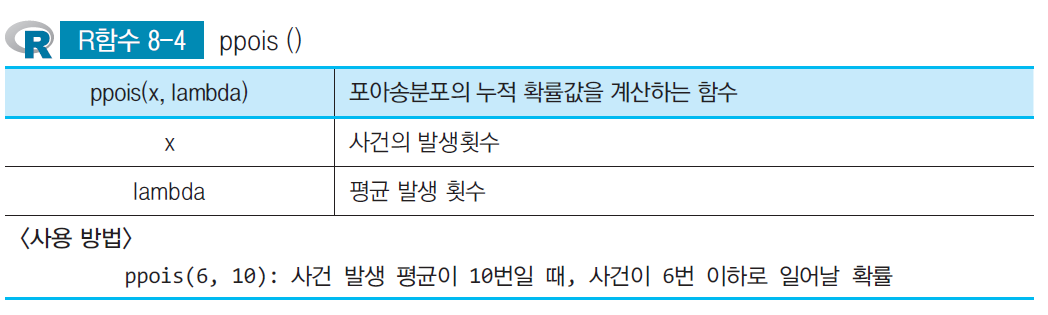 R R함수 8-4 ppois ()
ppois(x, lambda) 포아송분포의 누적 확률값을 계산하는 함수
x 사건의 발생횟수
lambda 평균 발생 횟수
〈사용 방법〉
ppois(6, 10): 사건 발생 평균이 10번일 때, 사건이 6번 이하로 일어날 확률